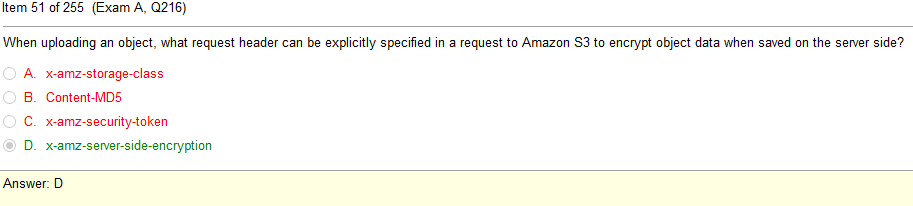 Item 51 of 255 (Exam A, Q216)
When uploading an object, what request header can be explicitly specified in a request to Amazon S3 to encrypt object data when saved on the server side?
A. x-amz-storage-class
B. Content-MD5
C. x-amz-security-token
D. x-amz-server-side-encryption
Answer: D